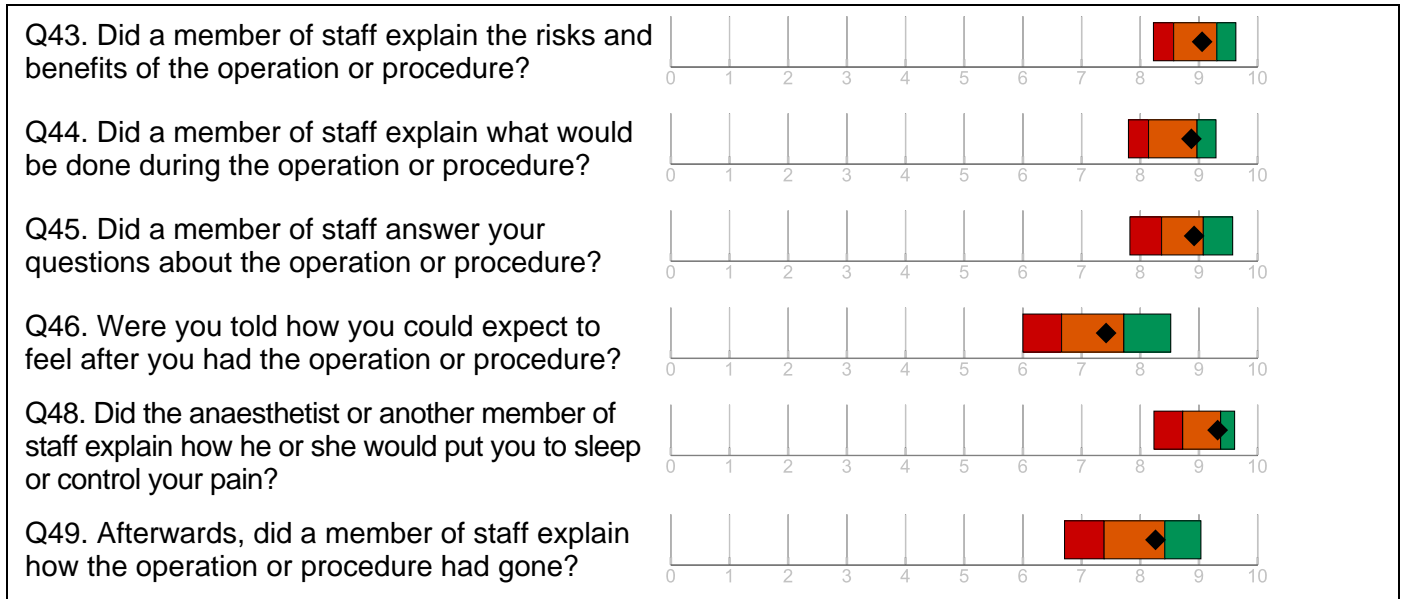 Q43. Did a member of staff explain the risks and
benefits of the operation or procedure?
0 1 2 3 4 5 6 7 8 9 10
Q44. Did a member of staff explain what would
be done during the operation or procedure?
0 1 2 3 4 5 6 7 8 9 10
Q45. Did a member of staff answer your
questions about the operation or procedure?
0 1 2 3 4 5 6 7 8 9 10
Q46. Were you told how you could expect to
feel after you had the operation or procedure?
0 1 2 3 4 5 6 7 8 9 10
Q48. Did the anaesthetist or another member of
staff explain how he or she would put you to sleep
or control your pain?
0 1 2 3 4 5 6 7 8 9 10
Q49. Afterwards, did a member of staff explain
how the operation or procedure had gone?
0 1 2 3 4 5 6 7 8 9 10